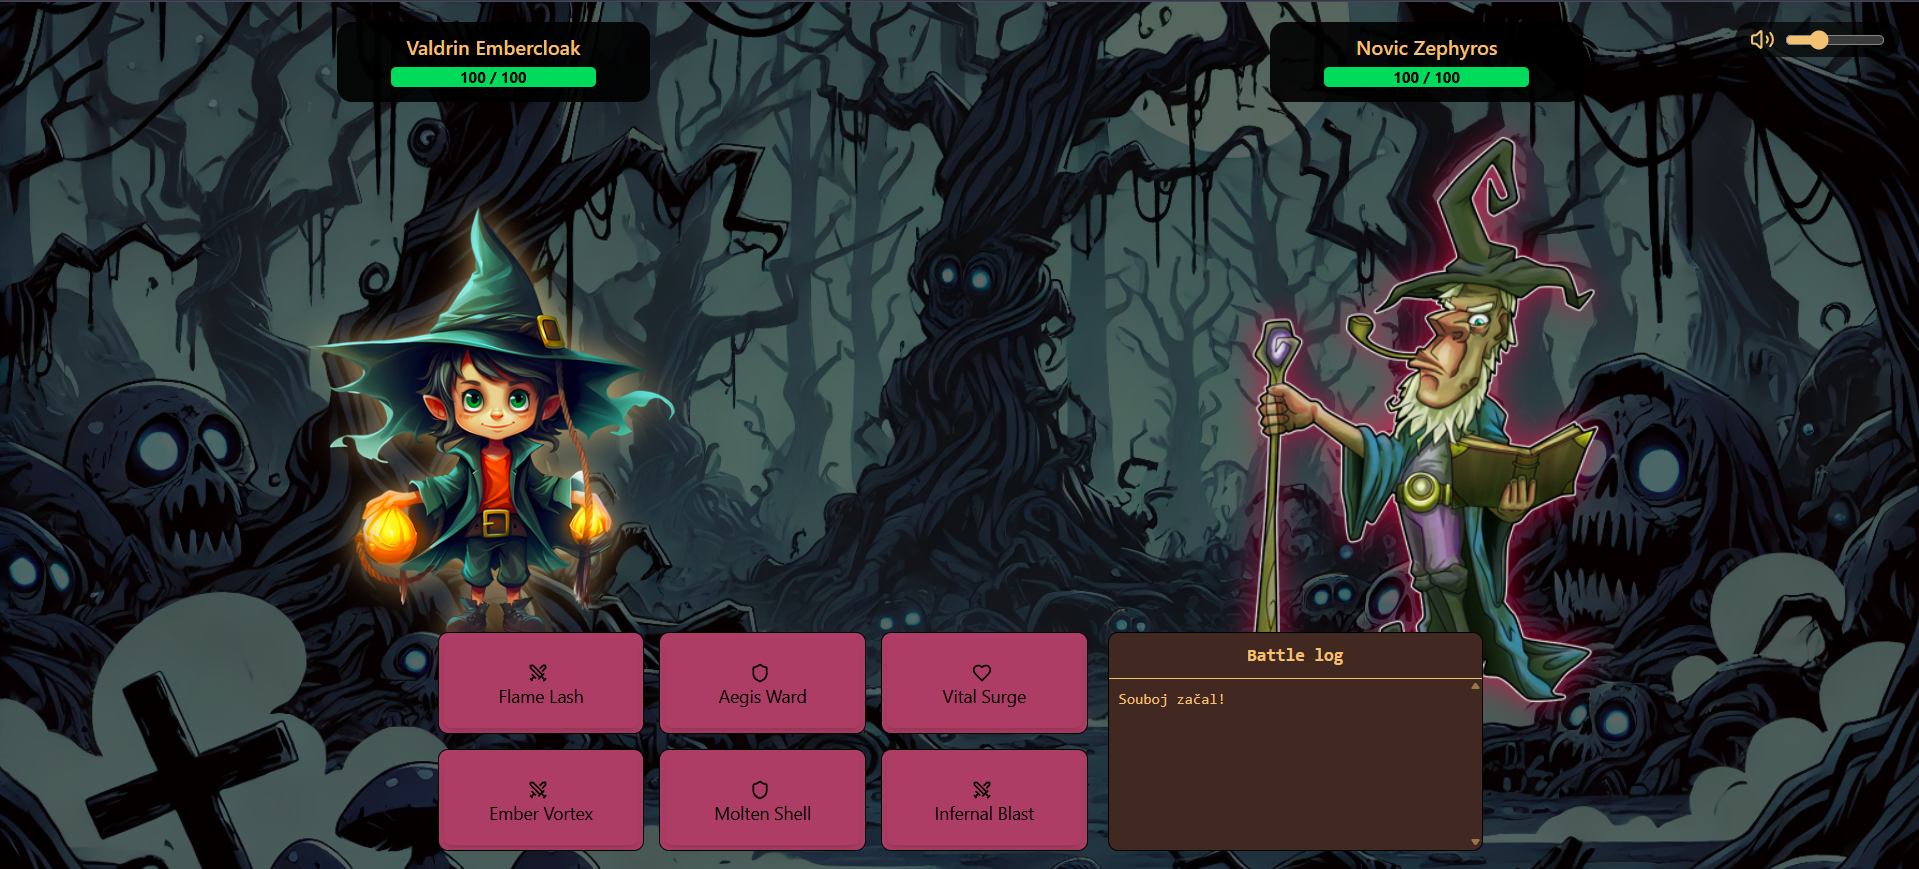 Valdrin Embercloak
100 / 100
Novic Zephyros
100 / 100
Flame Lash
Aegis Ward
Vital Surge
Ember Vortex
Molten Shell
Infernal Blast
Battle log
Souboj začal!